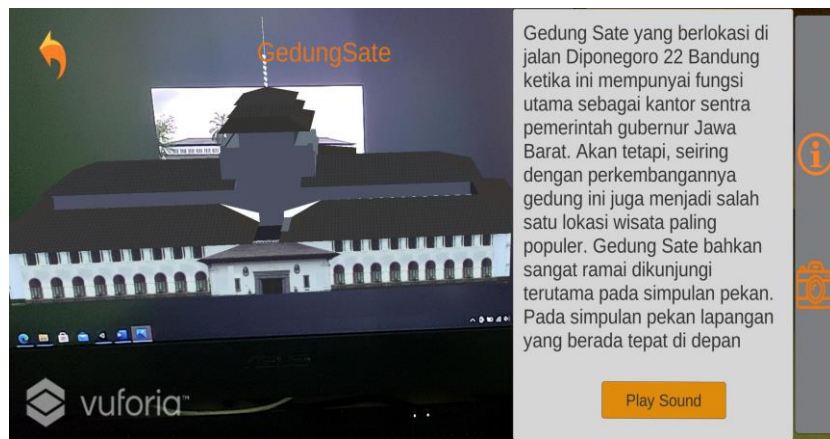 GedungSate
vuforia™
Gedung Sate yang berlokasi di
jalan Diponegoro 22 Bandung
ketika ini mempunyai fungsi
utama sebagai kantor sentra
pemerintah gubernur Jawa
Barat. Akan tetapi, seiring
dengan perkembangannya
gedung ini juga menjadi salah
satu lokasi wisata paling
populer. Gedung Sate bahkan
sangat ramai dikunjungi
terutama pada simpulan pekan.
Pada simpulan pekan lapangan
yang berada tepat di depan
Play Sound